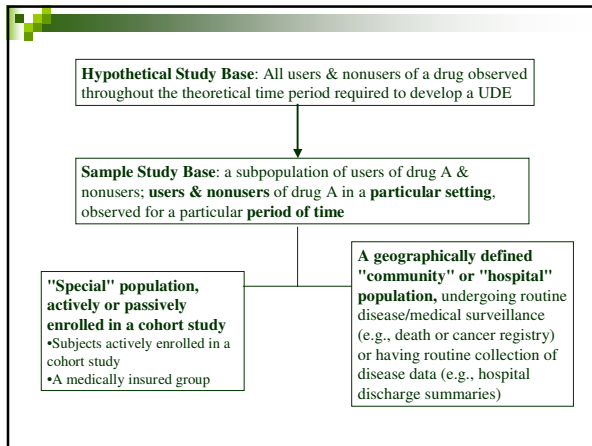 Hypothetical Study Base: All users & nonusers of a drug observed
throughout the theoretical time period required to develop a UDE
Sample Study Base: a subpopulation of users of drug A &
nonusers; users & nonusers of drug A in a particular setting,
observed for a particular period of time
"Special" population,
actively or passively
enrolled in a cohort study
•Subjects actively enrolled in a
cohort study
•A medically insured group
A geographically defined
"community" or "hospital"
population, undergoing routine
disease/medical surveillance
(e.g., death or cancer registry)
or having routine collection of
disease data (e.g., hospital
discharge summaries)